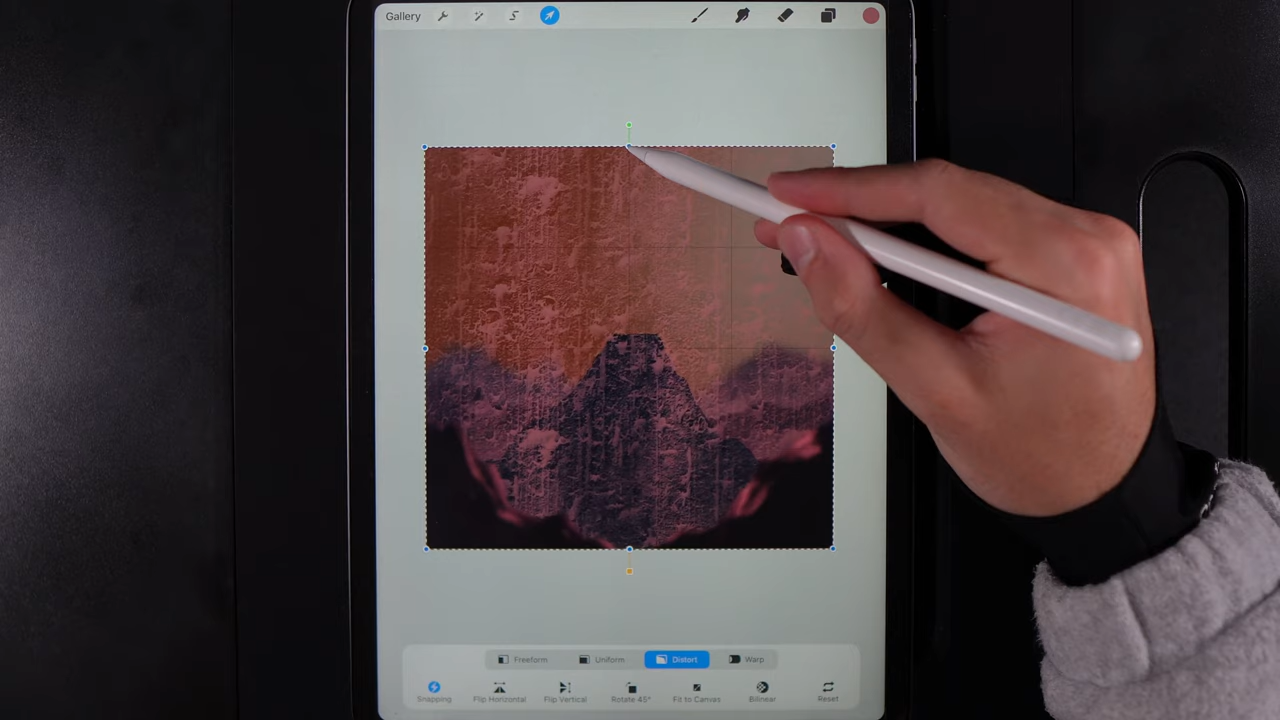 Gallery
Freeform Uniform Distort Warp
Snapping Flip Horizontal Flip Vertical Rotate 45° Fit to Canvas Bilinear Reset